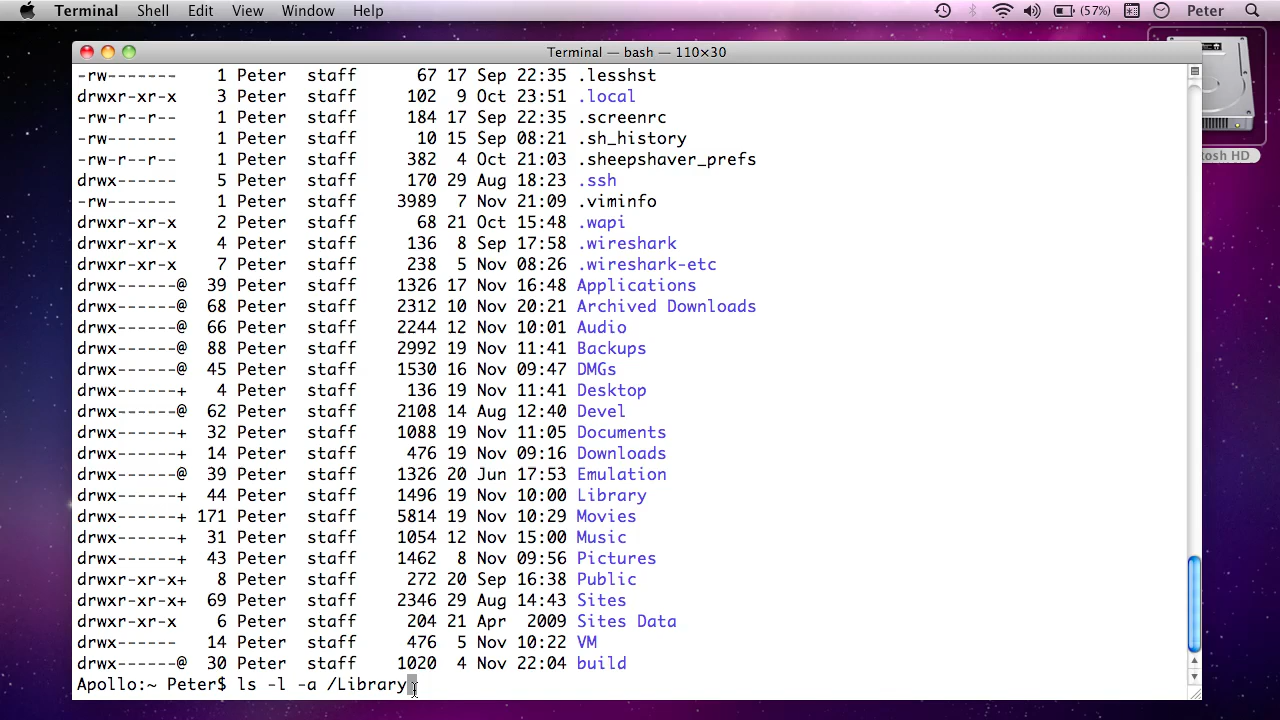 Terminal Shell Edit View Window Help (57%) Peter
Terminal — bash — 110×30
-rw------- 1 Peter staff 67 17 Sep 22:35 .lesshst
drwxr-xr-x 3 Peter staff 102 9 Oct 23:51 .local
-rw-r--r-- 1 Peter staff 184 17 Sep 22:35 .screenrc
-rw------- 1 Peter staff 10 15 Sep 08:21 .sh_history
-rw-r--r-- 1 Peter staff 382 4 Oct 21:03 .sheepshaver_prefs
drwx------ 5 Peter staff 170 29 Aug 18:23 .ssh
-rw------- 1 Peter staff 3989 7 Nov 21:09 .viminfo
drwxr-xr-x 2 Peter staff 68 21 Oct 15:48 .wapi
drwxr-xr-x 4 Peter staff 136 8 Sep 17:58 .wireshark
drwxr-xr-x 7 Peter staff 238 5 Nov 08:26 .wireshark-etc
drwx------@ 39 Peter staff 1326 17 Nov 16:48 Applications
drwx------@ 68 Peter staff 2312 10 Nov 20:21 Archived Downloads
drwx------@ 66 Peter staff 2244 12 Nov 10:01 Audio
drwx------@ 88 Peter staff 2992 19 Nov 11:41 Backups
drwx------@ 45 Peter staff 1530 16 Nov 09:47 DMGs
drwx------+ 4 Peter staff 136 19 Nov 11:41 Desktop
drwx------@ 62 Peter staff 2108 14 Aug 12:40 Devel
drwx------+ 32 Peter staff 1088 19 Nov 11:05 Documents
drwx------+ 14 Peter staff 476 19 Nov 09:16 Downloads
drwx------@ 39 Peter staff 1326 20 Jun 17:53 Emulation
drwx------+ 44 Peter staff 1496 19 Nov 10:00 Library
drwx------+ 171 Peter staff 5814 19 Nov 10:29 Movies
drwx------+ 31 Peter staff 1054 12 Nov 15:00 Music
drwx------+ 43 Peter staff 1462 8 Nov 09:56 Pictures
drwxr-xr-x+ 8 Peter staff 272 20 Sep 16:38 Public
drwxr-xr-x+ 69 Peter staff 2346 29 Aug 14:43 Sites
drwxr-xr-x 6 Peter staff 204 21 Apr 2009 Sites Data
drwx------ 14 Peter staff 476 5 Nov 10:22 VM
drwx------@ 30 Peter staff 1020 4 Nov 22:04 build
Apollo:~ Peter$ ls -l -a /Library
tosh HD